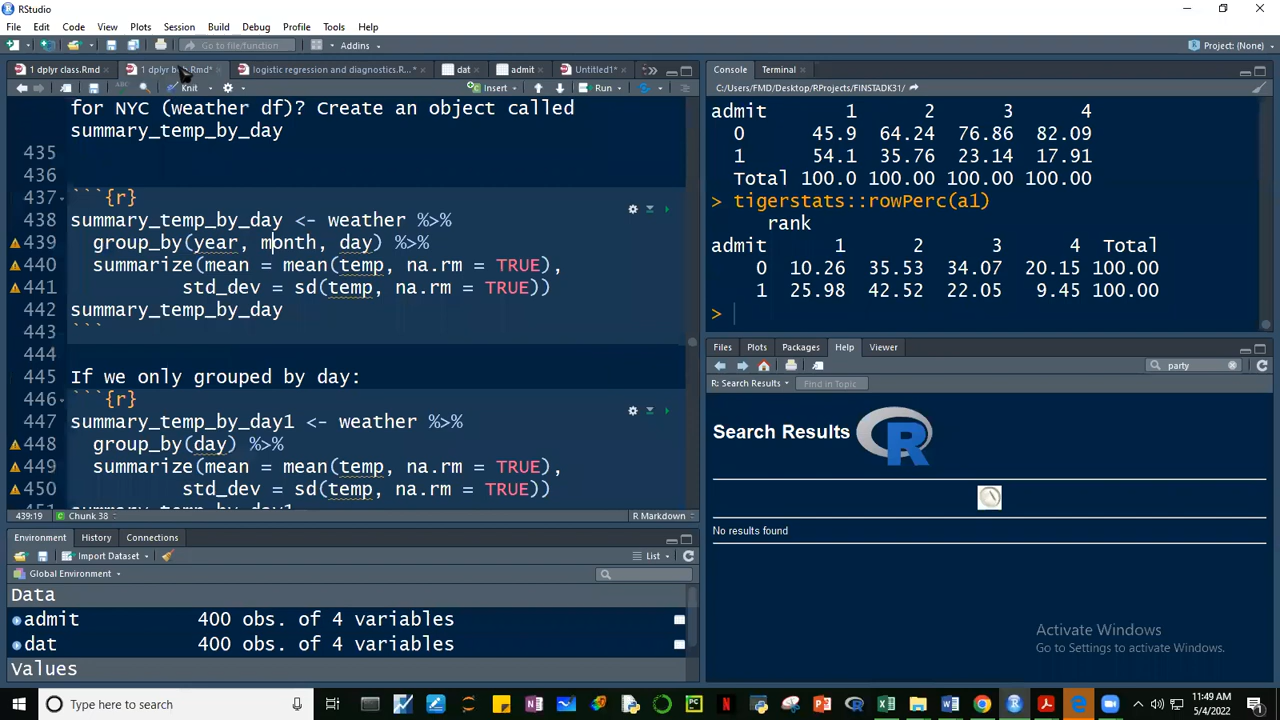 RStudio
File Edit Code View Plots Session Build Debug Profile Tools Help
Go to file/function Addins Project: (None)
1 dplyr class.Rmd 1 dplyr Rmd* logistic regression and diagnostics.R...* dat admit Untitled1*
Knit Insert Run
for NYC (weather df)? Create an object called
summary_temp_by_day
435
436
437 ```{r}
438 summary_temp_by_day <- weather %>%
439 group_by(year, month, day) %>%
440 summarize(mean = mean(temp, na.rm = TRUE),
441 std_dev = sd(temp, na.rm = TRUE))
442 summary_temp_by_day
443 ```
444
445 If we only grouped by day:
446 ```{r}
447 summary_temp_by_day1 <- weather %>%
448 group_by(day) %>%
449 summarize(mean = mean(temp, na.rm = TRUE),
450 std_dev = sd(temp, na.rm = TRUE))
439:19 Chunk 38 R Markdown
Environment History Connections
Import Dataset List
Global Environment
Data
admit 400 obs. of 4 variables
dat 400 obs. of 4 variables
Values
Console Terminal
C:/Users/FMD/Desktop/RProjects/FINSTADK31/
admit 1 2 3 4
0 45.9 64.24 76.86 82.09
1 54.1 35.76 23.14 17.91
Total 100.0 100.00 100.00 100.00
> tigerstats::rowPerc(a1)
rank
admit 1 2 3 4 Total
0 10.26 35.53 34.07 20.15 100.00
1 25.98 42.52 22.05 9.45 100.00
>
Files Plots Packages Help Viewer
party
R: Search Results Find in Topic
Search Results R
No results found
Activate Windows
Go to Settings to activate Windows.
Type here to search
11:49 AM
5/4/2022